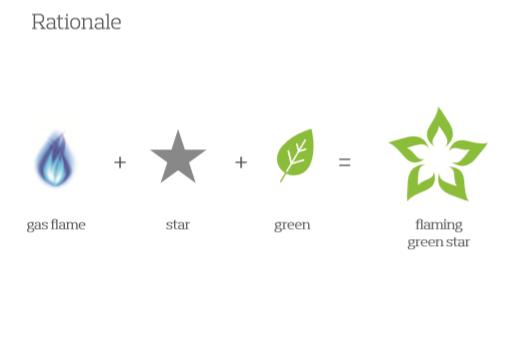 Rationale
+ + =
gas flame star green flaming
green star